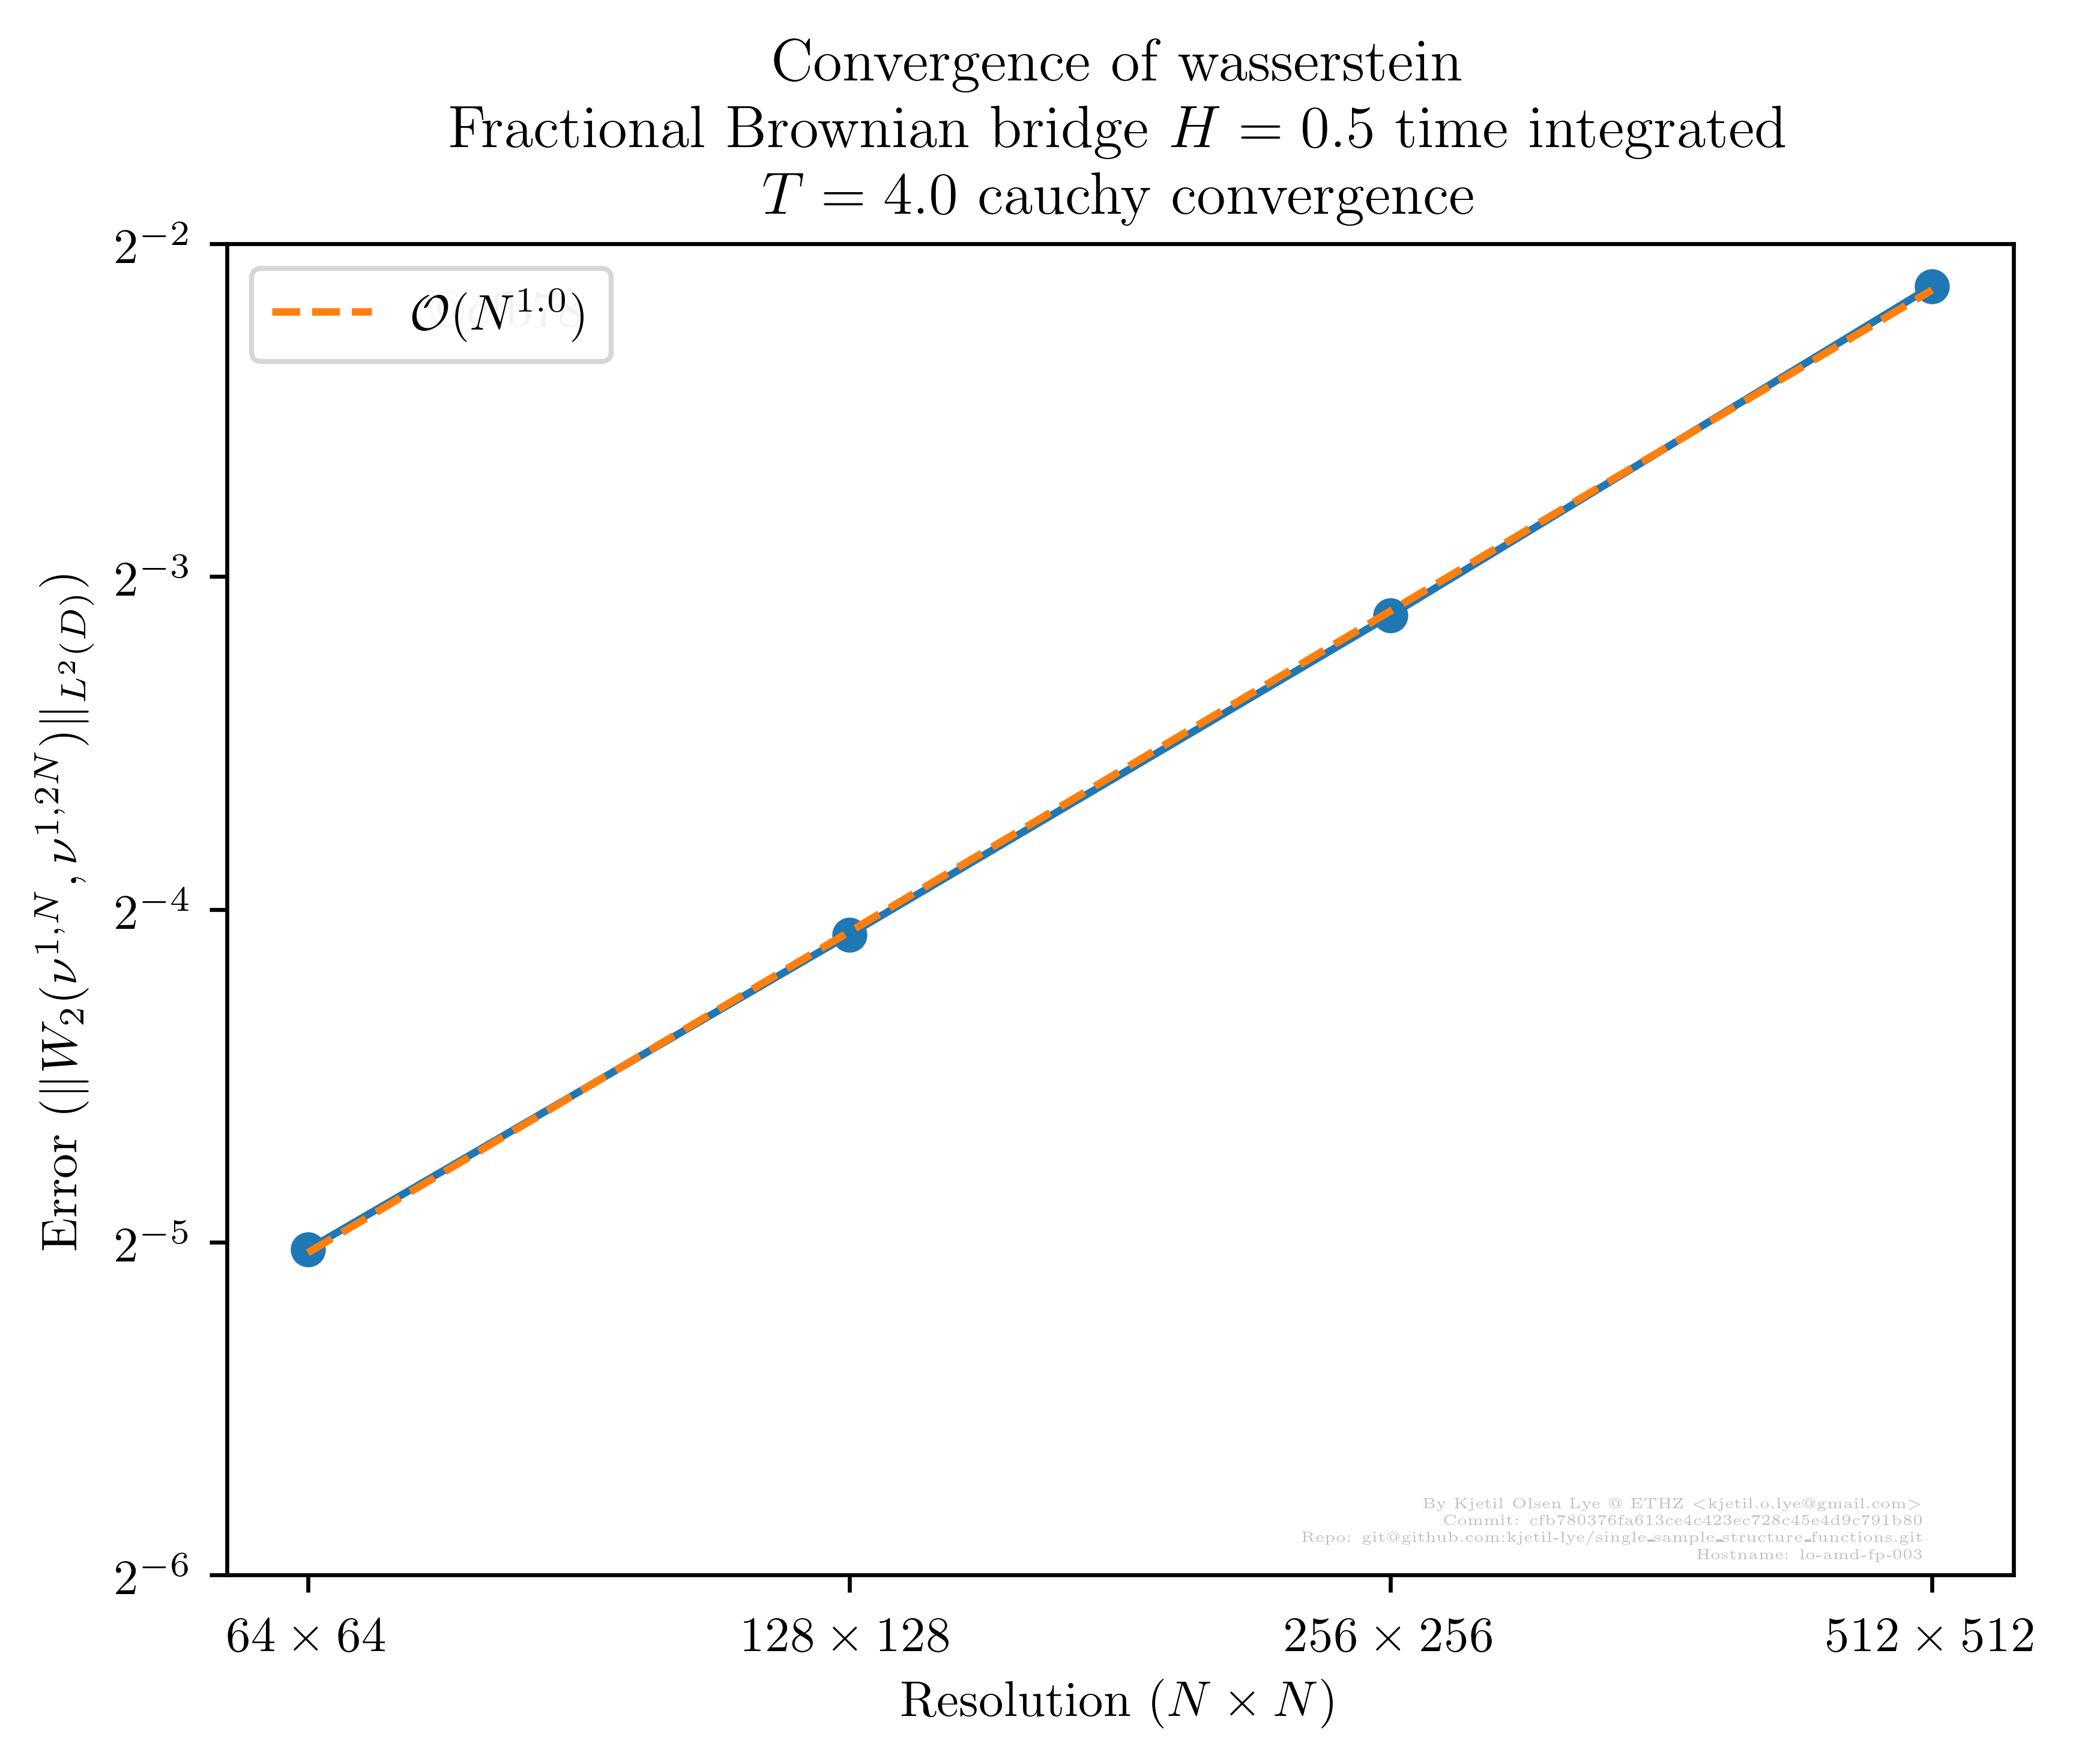 Convergence of wasserstein
Fractional Brownian bridge H = 0.5 time integrated
T = 4.0 cauchy convergence
2^{-2}
2^{-3}
2^{-4}
2^{-5}
2^{-6}
Error (||W_2(ν^{1,N}, ν^{1,2N})||_{L^2(D)})
𝒪(N^{1.0})
By Kjetil Olsen Lye @ ETHZ <kjetil.o.lye@gmail.com>
Commit: cfb780376fa613ce4c423ec728c45e4d9c791b80
Repo: git@github.com:kjetil-lye/single_sample_structure_functions.git
Hostname: lo-amd-fp-003
64 × 64
128 × 128
256 × 256
512 × 512
Resolution (N × N)